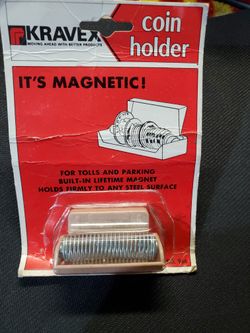 KRAVEX
MOVING AHEAD WITH BETTER PRODUCTS
coin
holder
IT'S MAGNETIC!
FOR TOLLS AND PARKING
BUILT-IN LIFETIME MAGNET
HOLDS FIRMLY TO ANY STEEL SURFACE